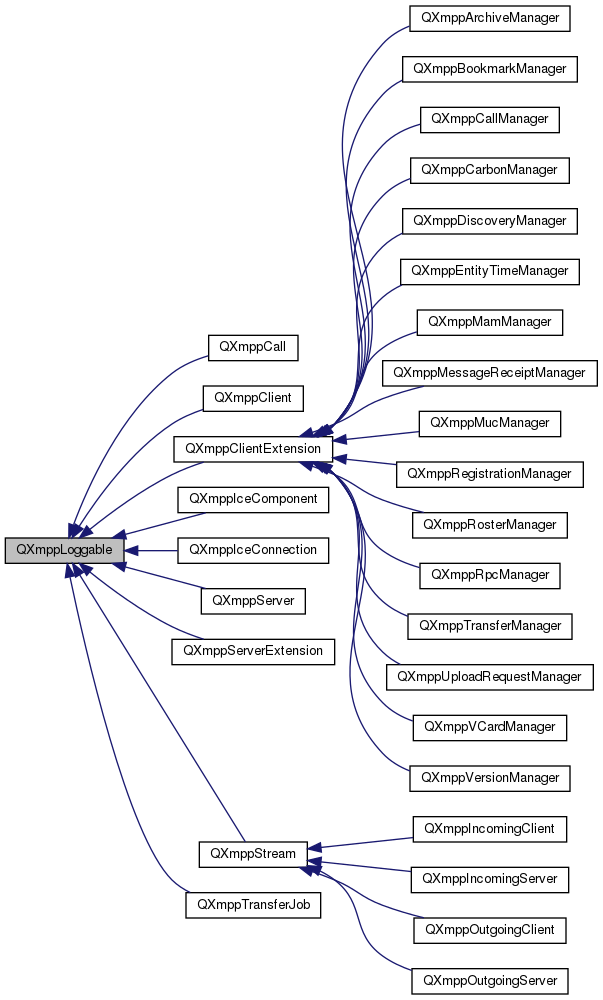 QXmppArchiveManager
QXmppBookmarkManager
QXmppCallManager
QXmppCarbonManager
QXmppDiscoveryManager
QXmppEntityTimeManager
QXmppMamManager
QXmppCall
QXmppMessageReceiptManager
QXmppClient
QXmppMucManager
QXmppClientExtension
QXmppRegistrationManager
QXmppIceComponent
QXmppRosterManager
QXmppLoggable
QXmppIceConnection
QXmppRpcManager
QXmppServer
QXmppTransferManager
QXmppServerExtension
QXmppUploadRequestManager
QXmppVCardManager
QXmppVersionManager
QXmppIncomingClient
QXmppStream
QXmppIncomingServer
QXmppTransferJob
QXmppOutgoingClient
QXmppOutgoingServer